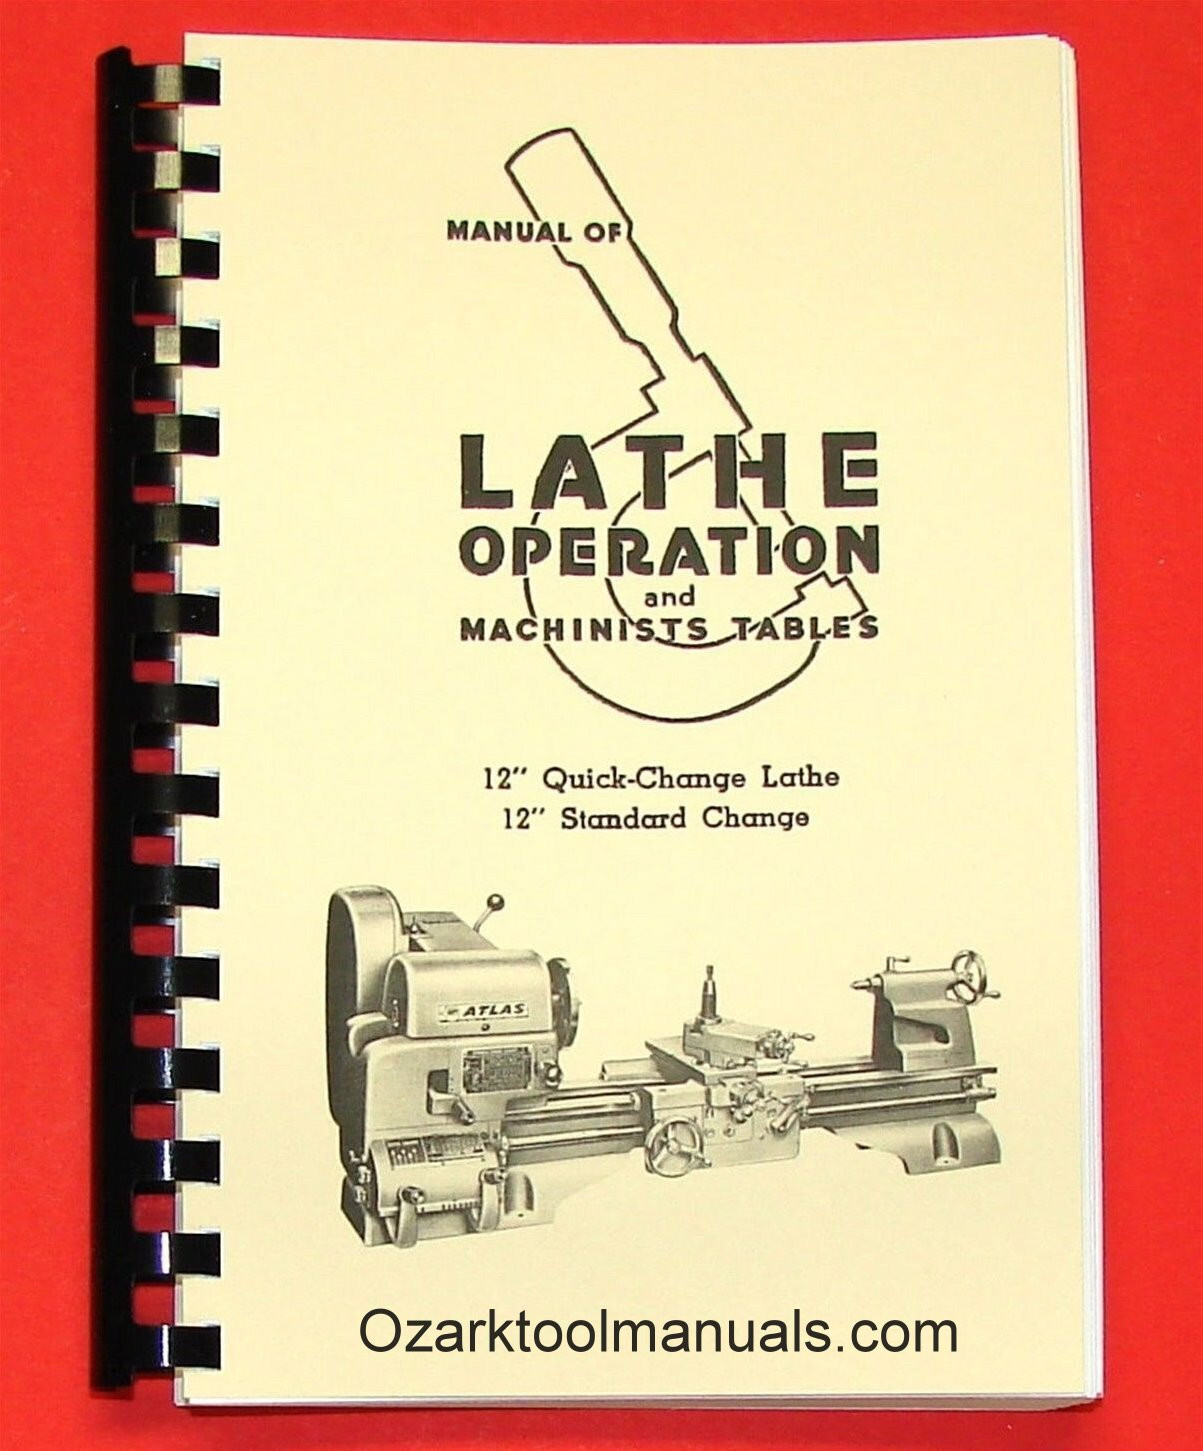 MANUAL OF
LATHE
OPERATION
and
MACHINISTS TABLES
12" Quick-Change Lathe
12" Standard Change
ATLAS
Ozarktoolmanuals.com